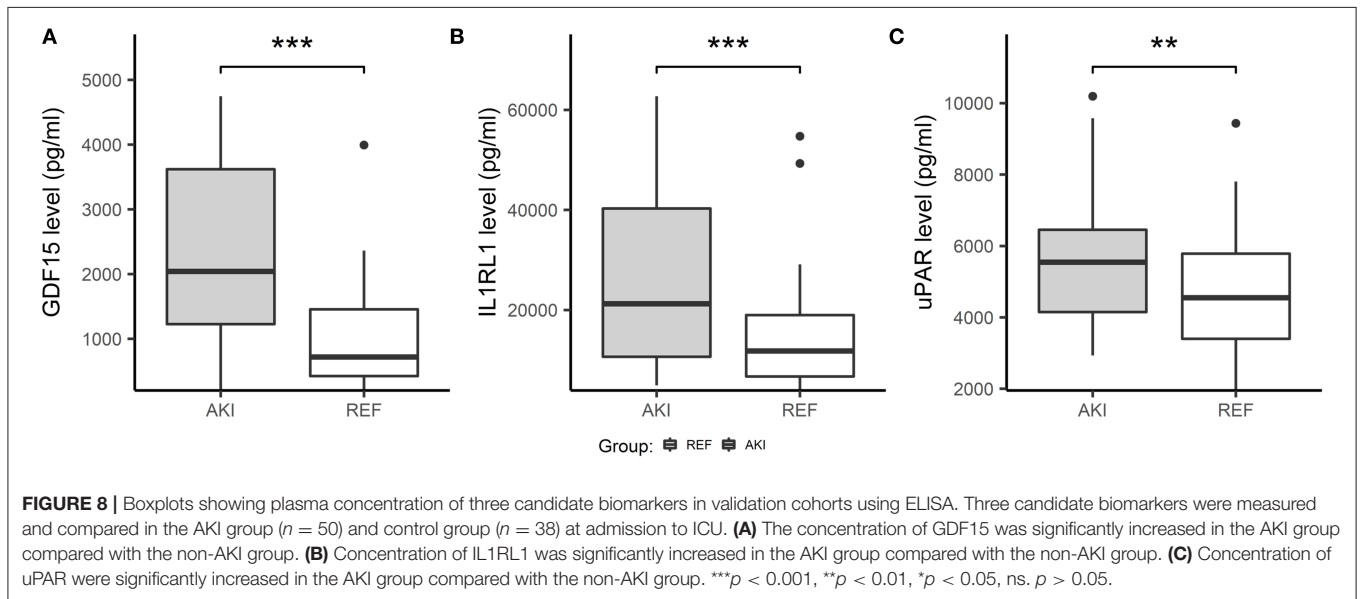 A
***
GDF15 level (pg/ml)
5000
4000
3000
2000
1000
AKI REF
B
***
IL1RL1 level (pg/ml)
60000
40000
20000
AKI REF
C
**
uPAR level (pg/ml)
10000
8000
6000
4000
2000
AKI REF
Group: REF AKI
FIGURE 8 | Boxplots showing plasma concentration of three candidate biomarkers in validation cohorts using ELISA. Three candidate biomarkers were measured
and compared in the AKI group (n = 50) and control group (n = 38) at admission to ICU. (A) The concentration of GDF15 was significantly increased in the AKI group
compared with the non-AKI group. (B) Concentration of IL1RL1 was significantly increased in the AKI group compared with the non-AKI group. (C) Concentration of
uPAR were significantly increased in the AKI group compared with the non-AKI group. ***p < 0.001, **p < 0.01, *p < 0.05, ns. p > 0.05.